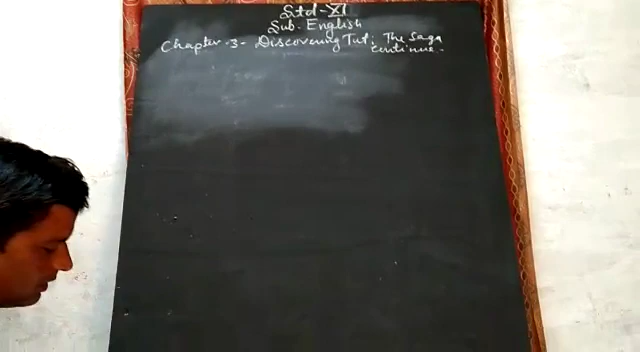 Std-XI
Sub. English
Chapter-3- Discovering Tut; The Saga
continue.